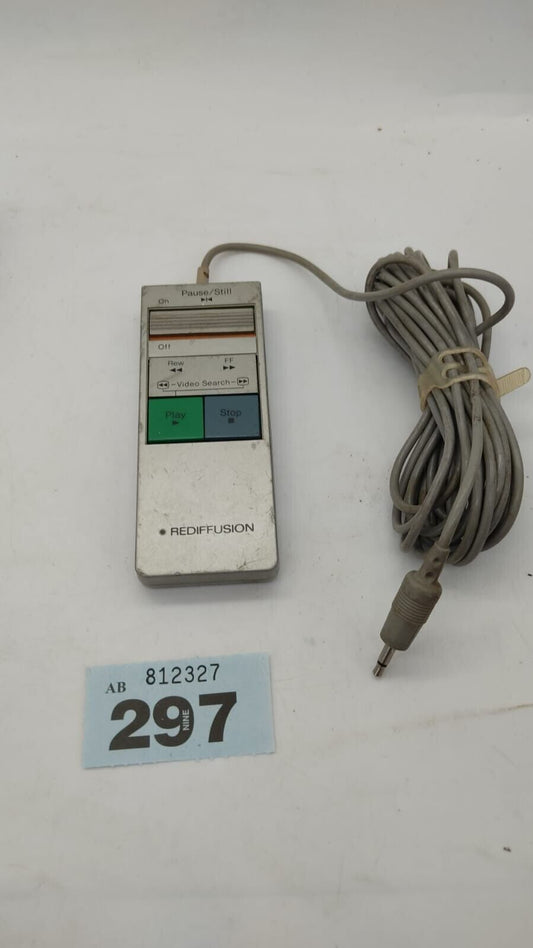 Pause/Still
On
Off
Rew FF
Video Search
Play Stop
REDIFFUSION
AB 812327
297
NINE